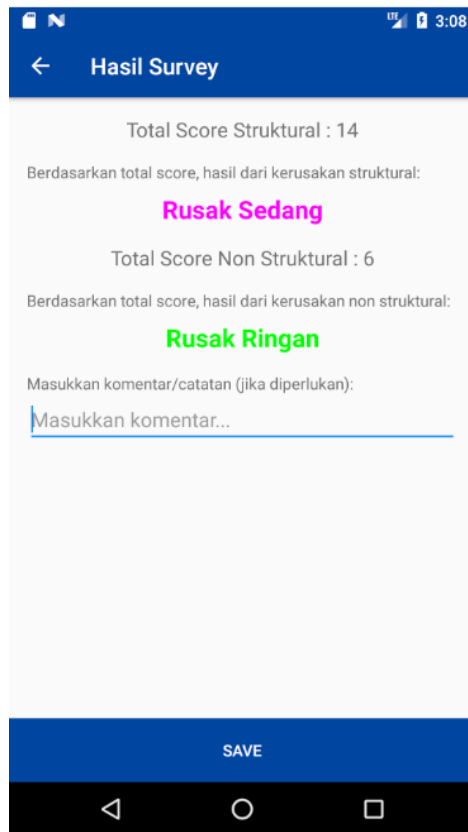 LTE 3:08
Hasil Survey
Total Score Struktural : 14
Berdasarkan total score, hasil dari kerusakan struktural:
Rusak Sedang
Total Score Non Struktural : 6
Berdasarkan total score, hasil dari kerusakan non struktural:
Rusak Ringan
Masukkan komentar/catatan (jika diperlukan):
Masukkan komentar...
SAVE